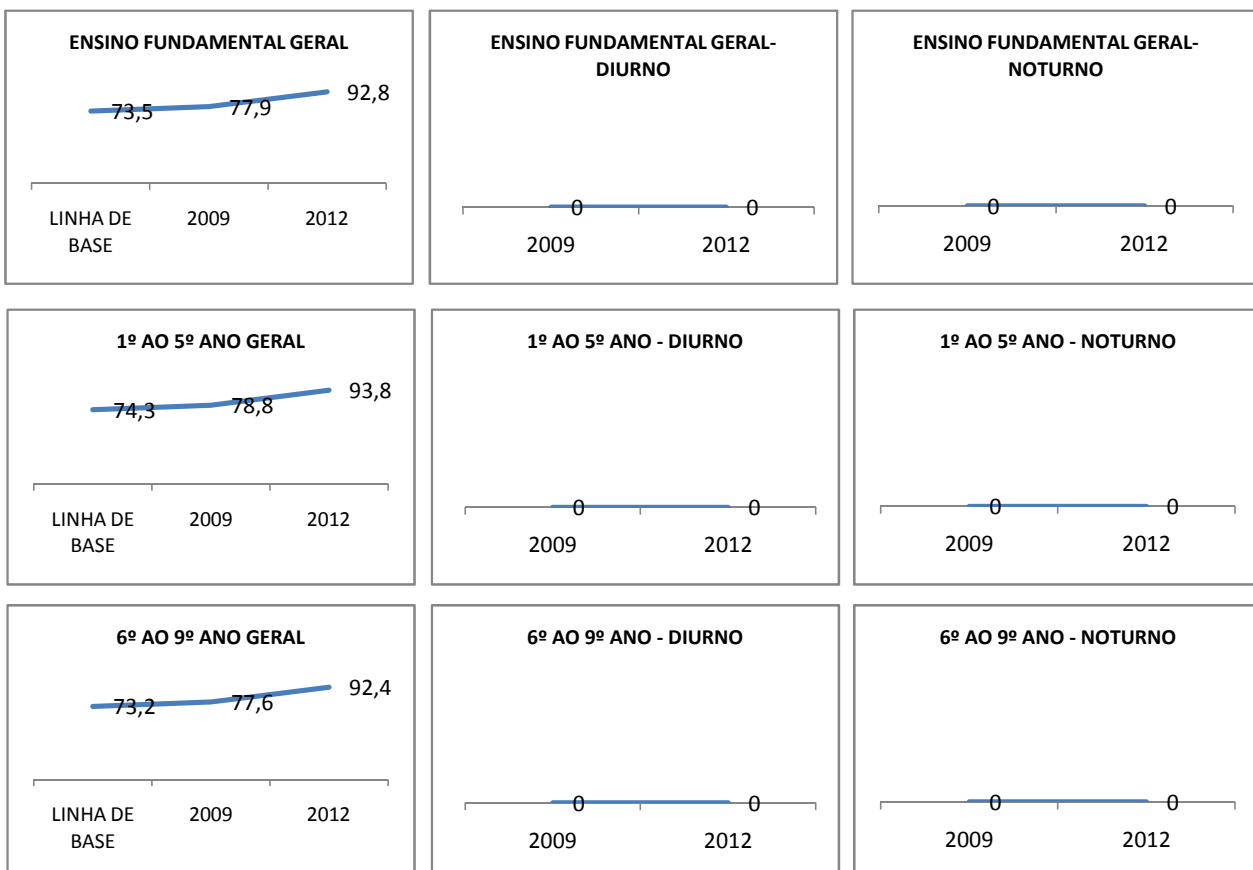 ENSINO FUNDAMENTAL GERAL
73,5
77,9
92,8
LINHA DE
BASE
2009
2012
ENSINO FUNDAMENTAL GERAL-
DIURNO
0
0
2009
2012
ENSINO FUNDAMENTAL GERAL-
NOTURNO
0
0
2009
2012
1º AO 5º ANO GERAL
74,3
78,8
93,8
LINHA DE
BASE
2009
2012
1º AO 5º ANO - DIURNO
0
0
2009
2012
1º AO 5º ANO - NOTURNO
0
0
2009
2012
6º AO 9º ANO GERAL
73,2
77,6
92,4
LINHA DE
BASE
2009
2012
6º AO 9º ANO - DIURNO
0
0
2009
2012
6º AO 9º ANO - NOTURNO
0
0
2009
2012